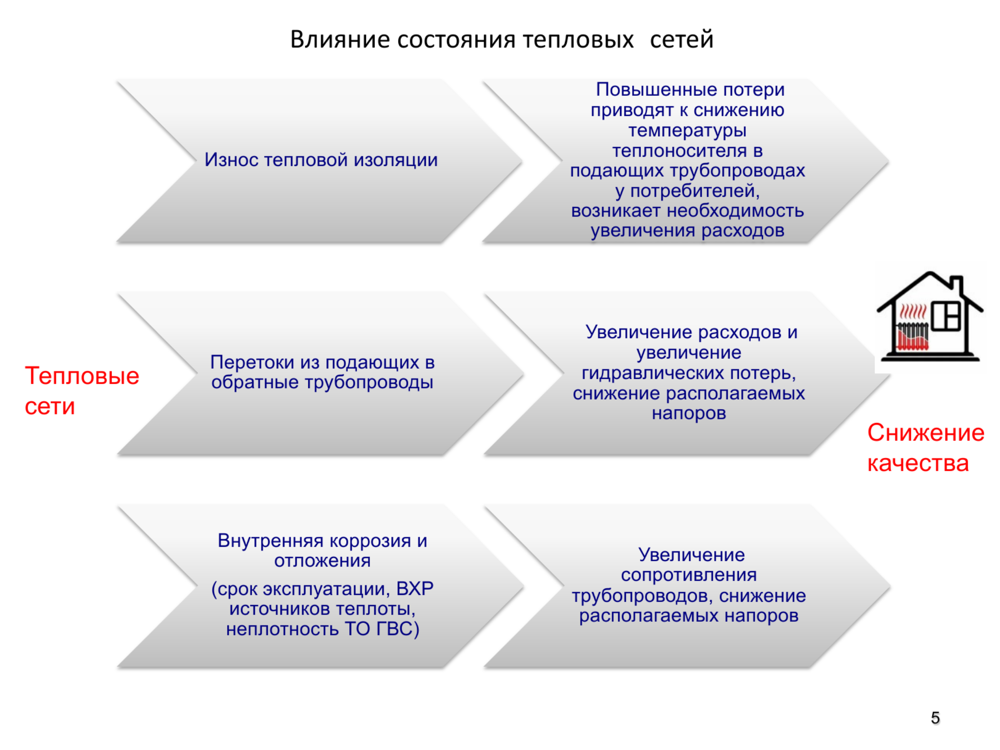 Влияние состояния тепловых сетей
Износ тепловой изоляции
Повышенные потери
приводят к снижению
температуры
теплоносителя в
подающих трубопроводах
у потребителей,
возникает необходимость
увеличения расходов
Тепловые
сети
Перетоки из подающих в
обратные трубопроводы
Увеличение расходов и
увеличение
гидравлических потерь,
снижение располагаемых
напоров
Снижение
качества
Внутренняя коррозия и
отложения
(срок эксплуатации, ВХР
источников теплоты,
неплотность ТО ГВС)
Увеличение
сопротивления
трубопроводов, снижение
располагаемых напоров
5